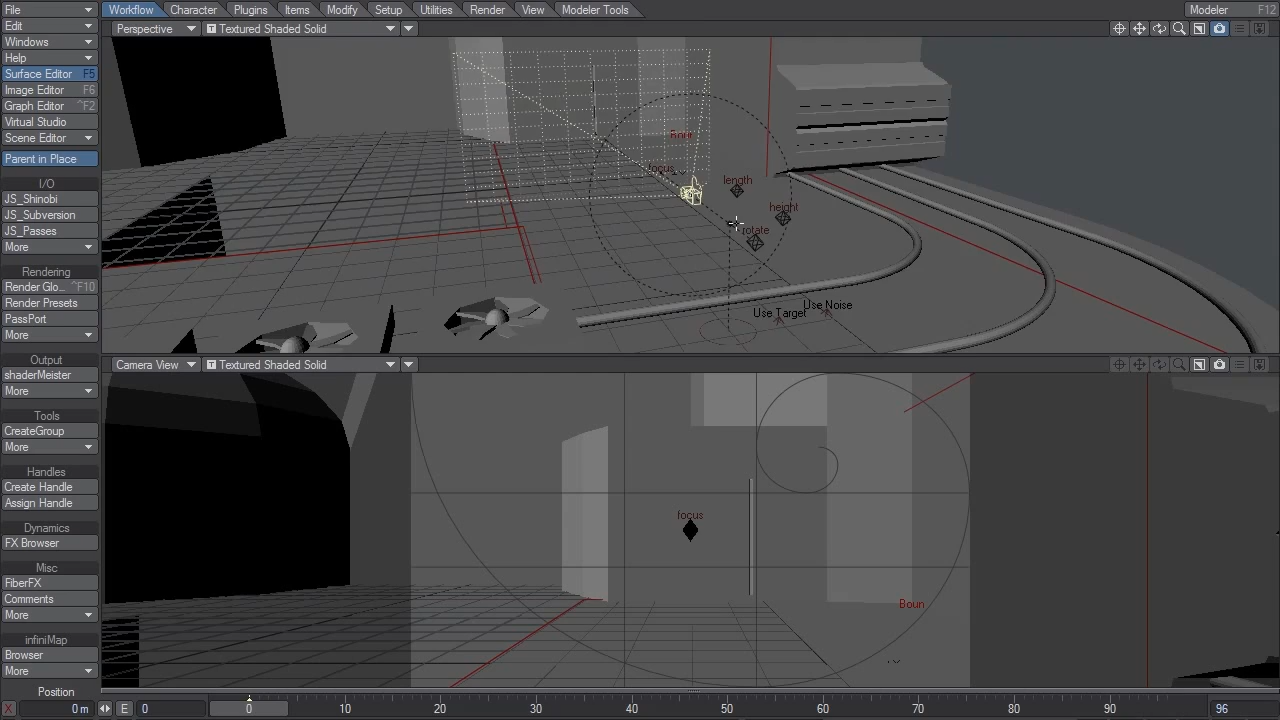 File
Workflow Character Plugins Items Modify Setup Utilities Render View Modeler Tools Modeler F12
Edit
Perspective T Textured Shaded Solid
Windows
Help
Surface Editor F5
Image Editor F6
Graph Editor ^F2
Virtual Studio
Scene Editor
Parent in Place
I/O
JS_Shinobi
JS_Subversion
JS_Passes
More
Rendering
Render Glo... ^F10
Render Presets
PassPort
More
Output
shaderMeister
More
Tools
CreateGroup
More
Handles
Create Handle
Assign Handle
Dynamics
FX Browser
Misc
FiberFX
Comments
More
infiniMap
Browser
More
Position
X 0 m
Boun
focus
length
height
rotate
Use Noise
Use Target
Camera View T Textured Shaded Solid
focus
Boun
E 0 0 10 20 30 40 50 60 70 80 90 96